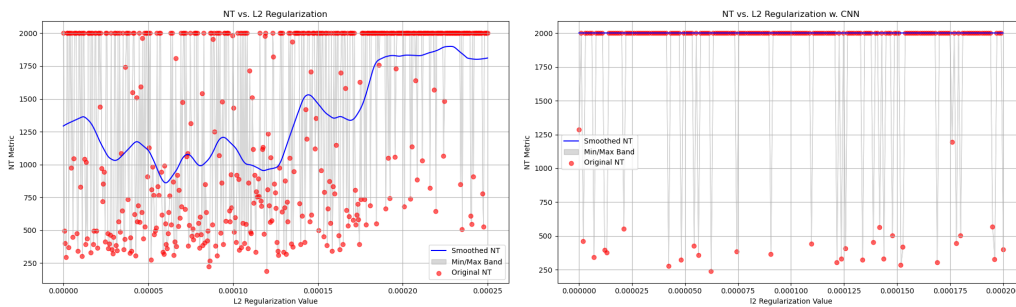 NT vs. L2 Regularization
NT Metric
2000
1750
1500
1250
1000
750
500
250
0.00000
0.00005
0.00010
0.00015
0.00020
0.00025
L2 Regularization Value
Smoothed NT
Min/Max Band
Original NT
NT vs. L2 Regularization w. CNN
NT Metric
2000
1750
1500
1250
1000
750
500
250
0.000000
0.000025
0.000050
0.000075
0.000100
0.000125
0.000150
0.000175
0.000200
l2 Regularization Value
Smoothed NT
Min/Max Band
Original NT